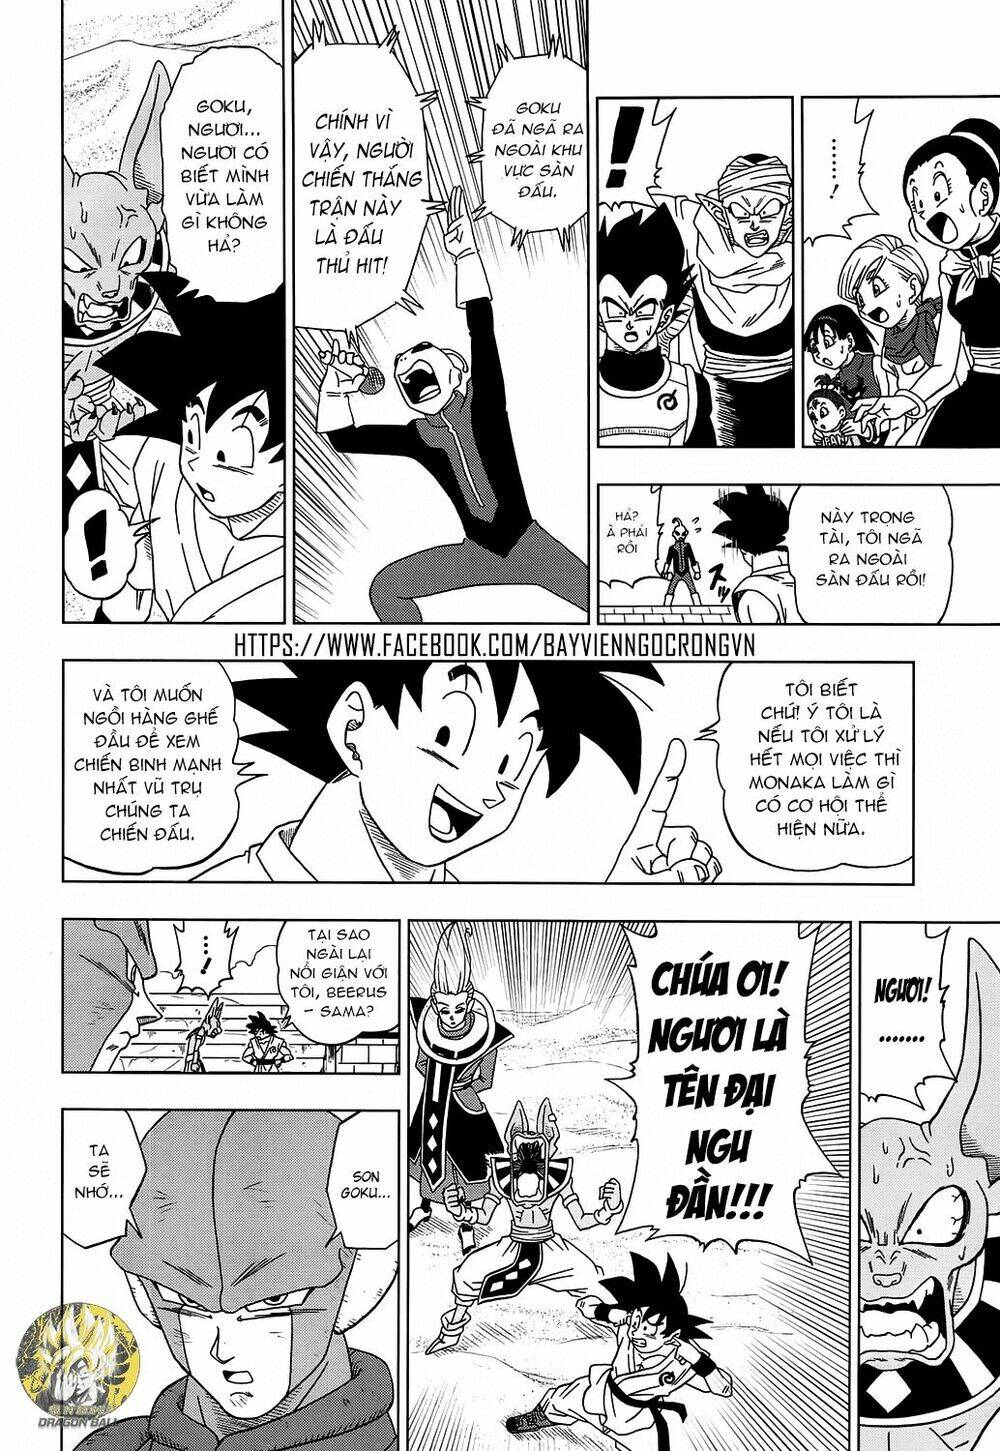 ......
!
NÀY TRỌNG
TÀI, TÔI NGÃ
RA NGOÀI
SÀN ĐẤU RỒI!
HẢ?
À PHẢI
RỒI
GOKU
ĐÃ NGÃ RA
NGOÀI KHU
VỰC SÀN
ĐẤU.
CHÍNH VÌ
VẬY, NGƯỜI
CHIẾN THẮNG
TRẬN NÀY
LÀ ĐẤU
THỦ HIT!
GOKU,
NGƯƠI...
NGƯƠI CÓ
BIẾT MÌNH
VỪA LÀM
GÌ KHÔNG
HẢ?
!
HTTPS://WWW.FACEBOOK.COM/BAYVIENNGOCRONGVN
TÔI BIẾT
CHỨ! Ý TÔI LÀ
NẾU TÔI XỬ LÝ
HẾT MỌI VIỆC THÌ
MONAKA LÀM GÌ
CÓ CƠ HỘI THỂ
HIỆN NỮA.
VÀ TÔI MUỐN
NGỒI HÀNG GHẾ
ĐẦU ĐỂ XEM
CHIẾN BINH MẠNH
NHẤT VŨ TRỤ
CHÚNG TA
CHIẾN ĐẤU.
NGƯƠI!
........
CHÚA ƠI!
NGƯƠI LÀ
TÊN ĐẠI
NGU
ĐẦN!!!
TẠI SAO
NGÀI LẠI
NỔI GIẬN VỚI
TÔI, BEERUS
- SAMA?
....!
SON
GOKU...
TA
SẼ
NHỚ...
DRAGON BALL